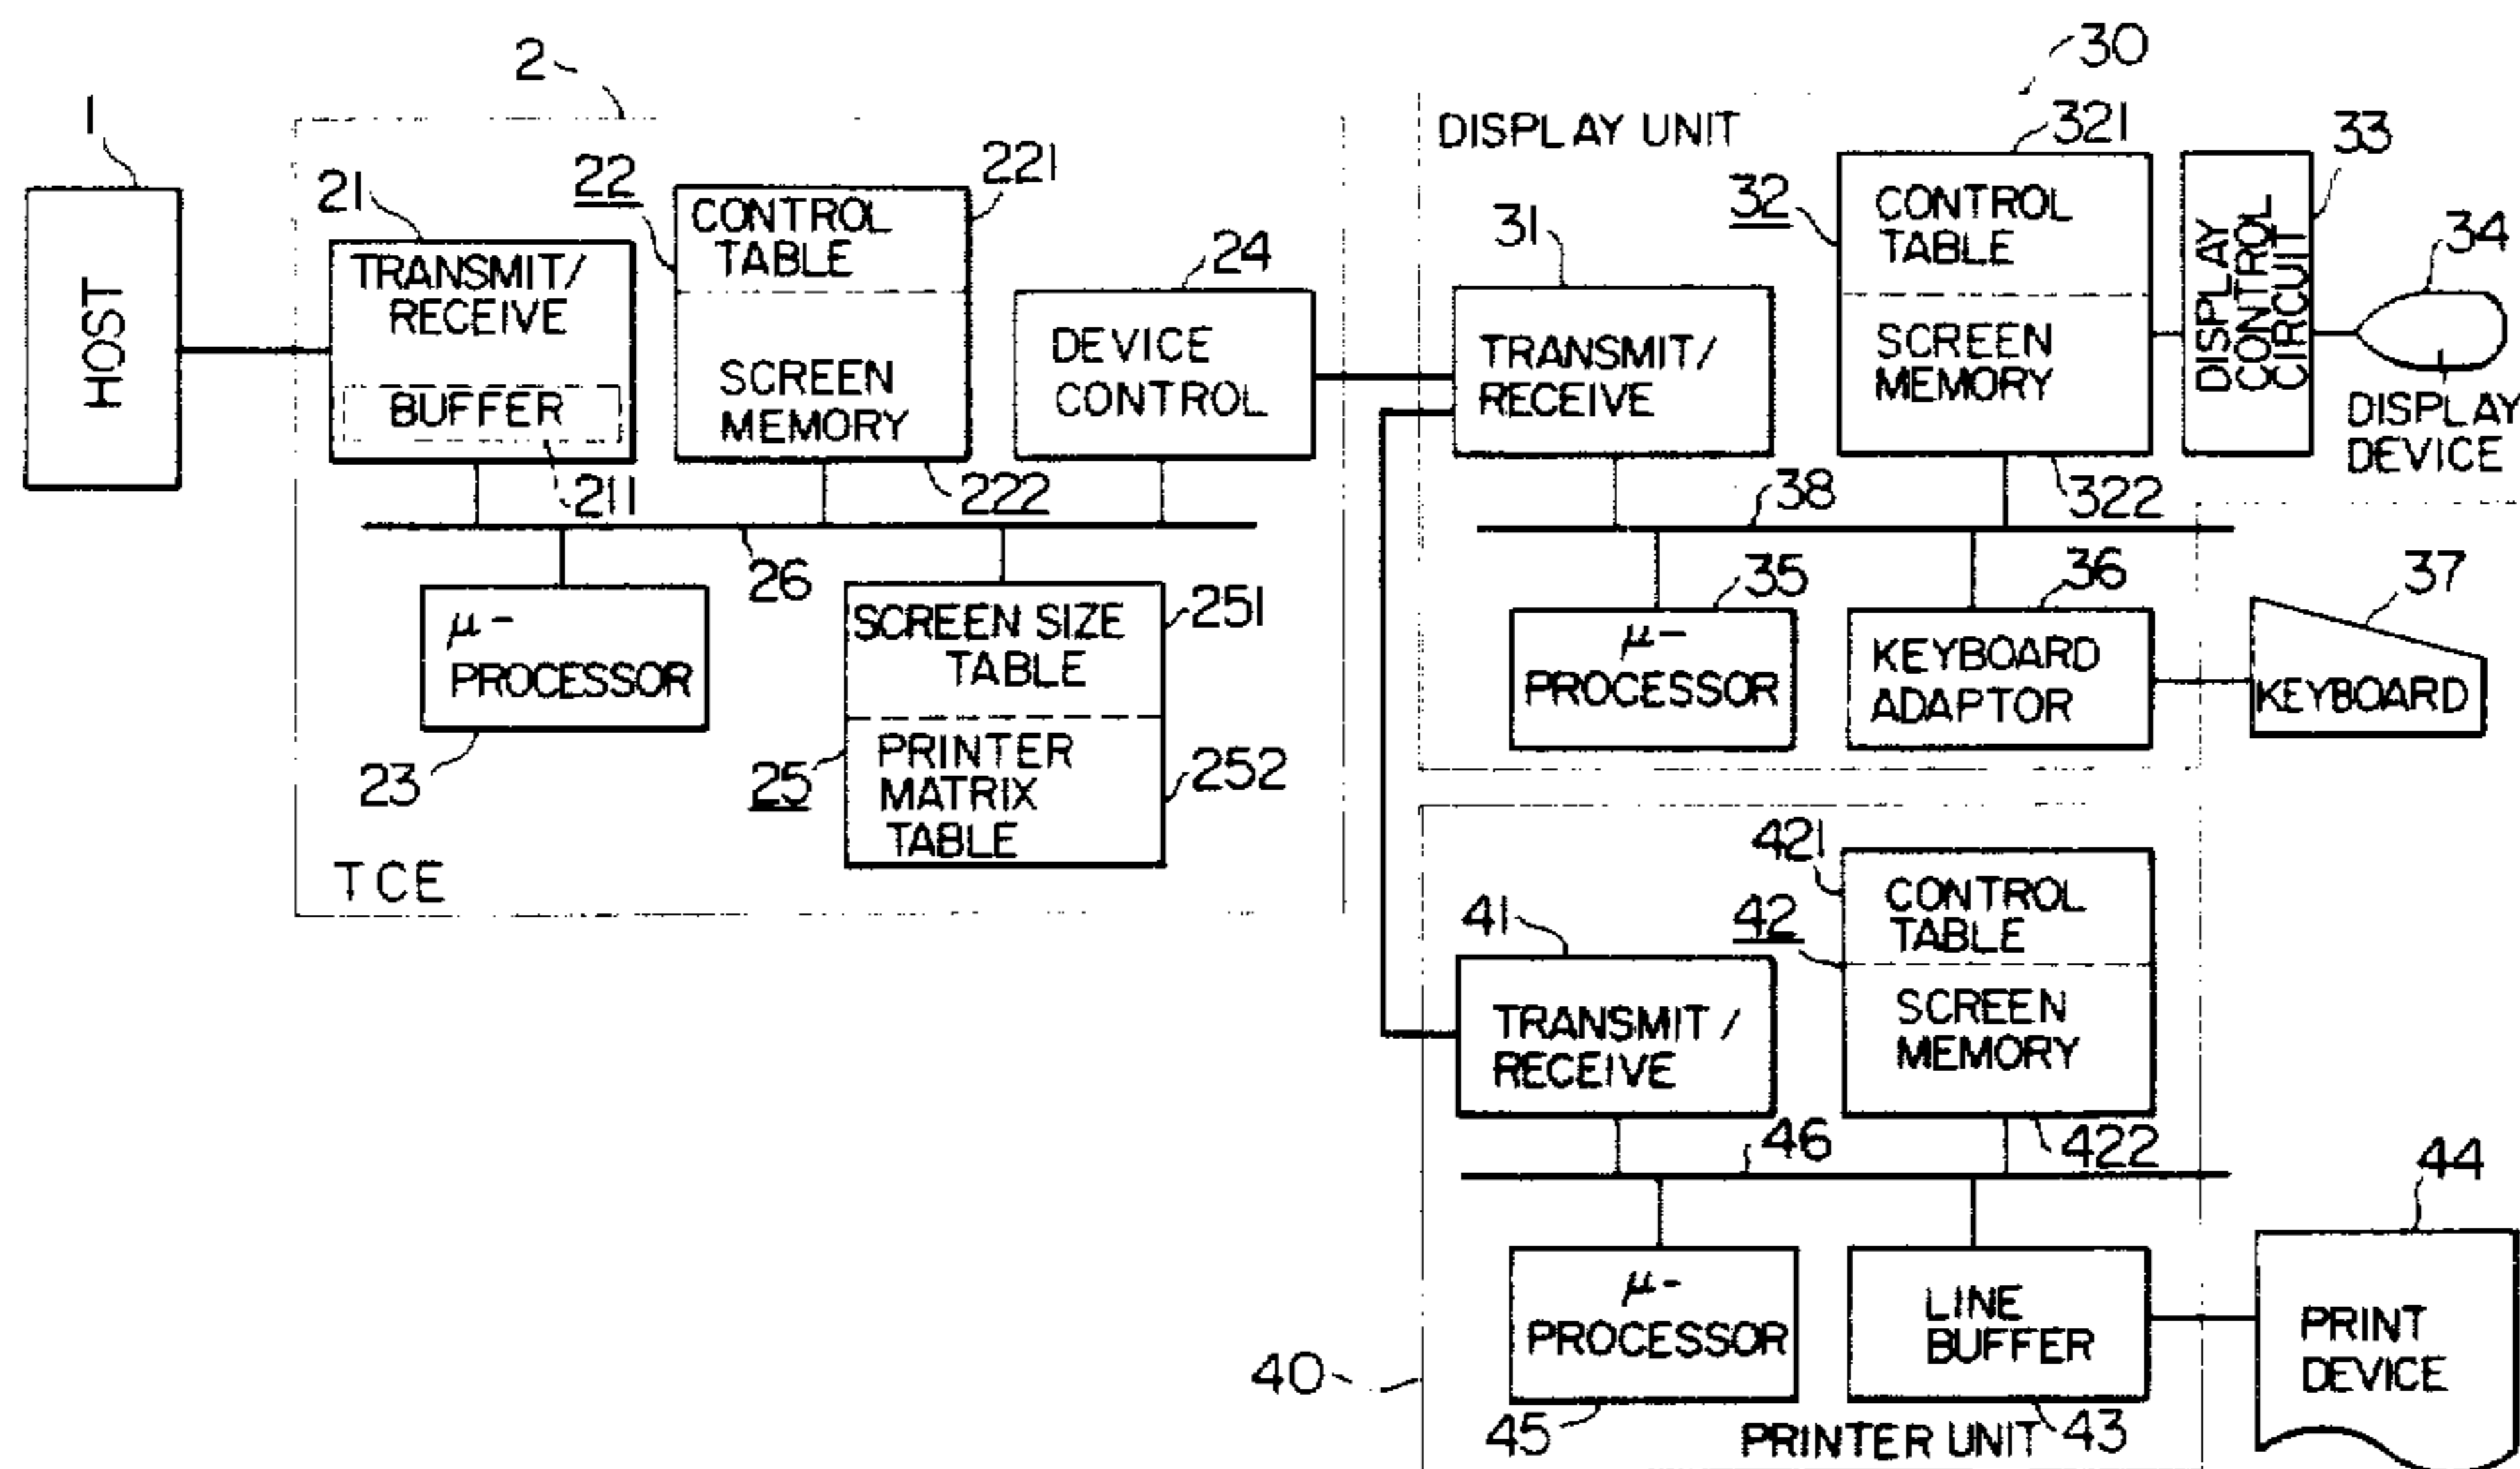 1
HOST
2
21
TRANSMIT/
RECEIVE
BUFFER
211
22
221
CONTROL
TABLE
SCREEN
MEMORY
222
24
DEVICE
CONTROL
26
μ-
PROCESSOR
23
SCREEN SIZE
TABLE
251
25
PRINTER
MATRIX
TABLE
252
TCE
30
DISPLAY UNIT
31
TRANSMIT/
RECEIVE
32
321
CONTROL
TABLE
SCREEN
MEMORY
322
33
DISPLAY
CONTROL
CIRCUIT
34
DISPLAY
DEVICE
38
35
μ-
PROCESSOR
36
KEYBOARD
ADAPTOR
37
KEYBOARD
41
TRANSMIT/
RECEIVE
421
42
CONTROL
TABLE
SCREEN
MEMORY
422
46
μ-
PROCESSOR
45
LINE
BUFFER
43
44
PRINT
DEVICE
40
PRINTER UNIT